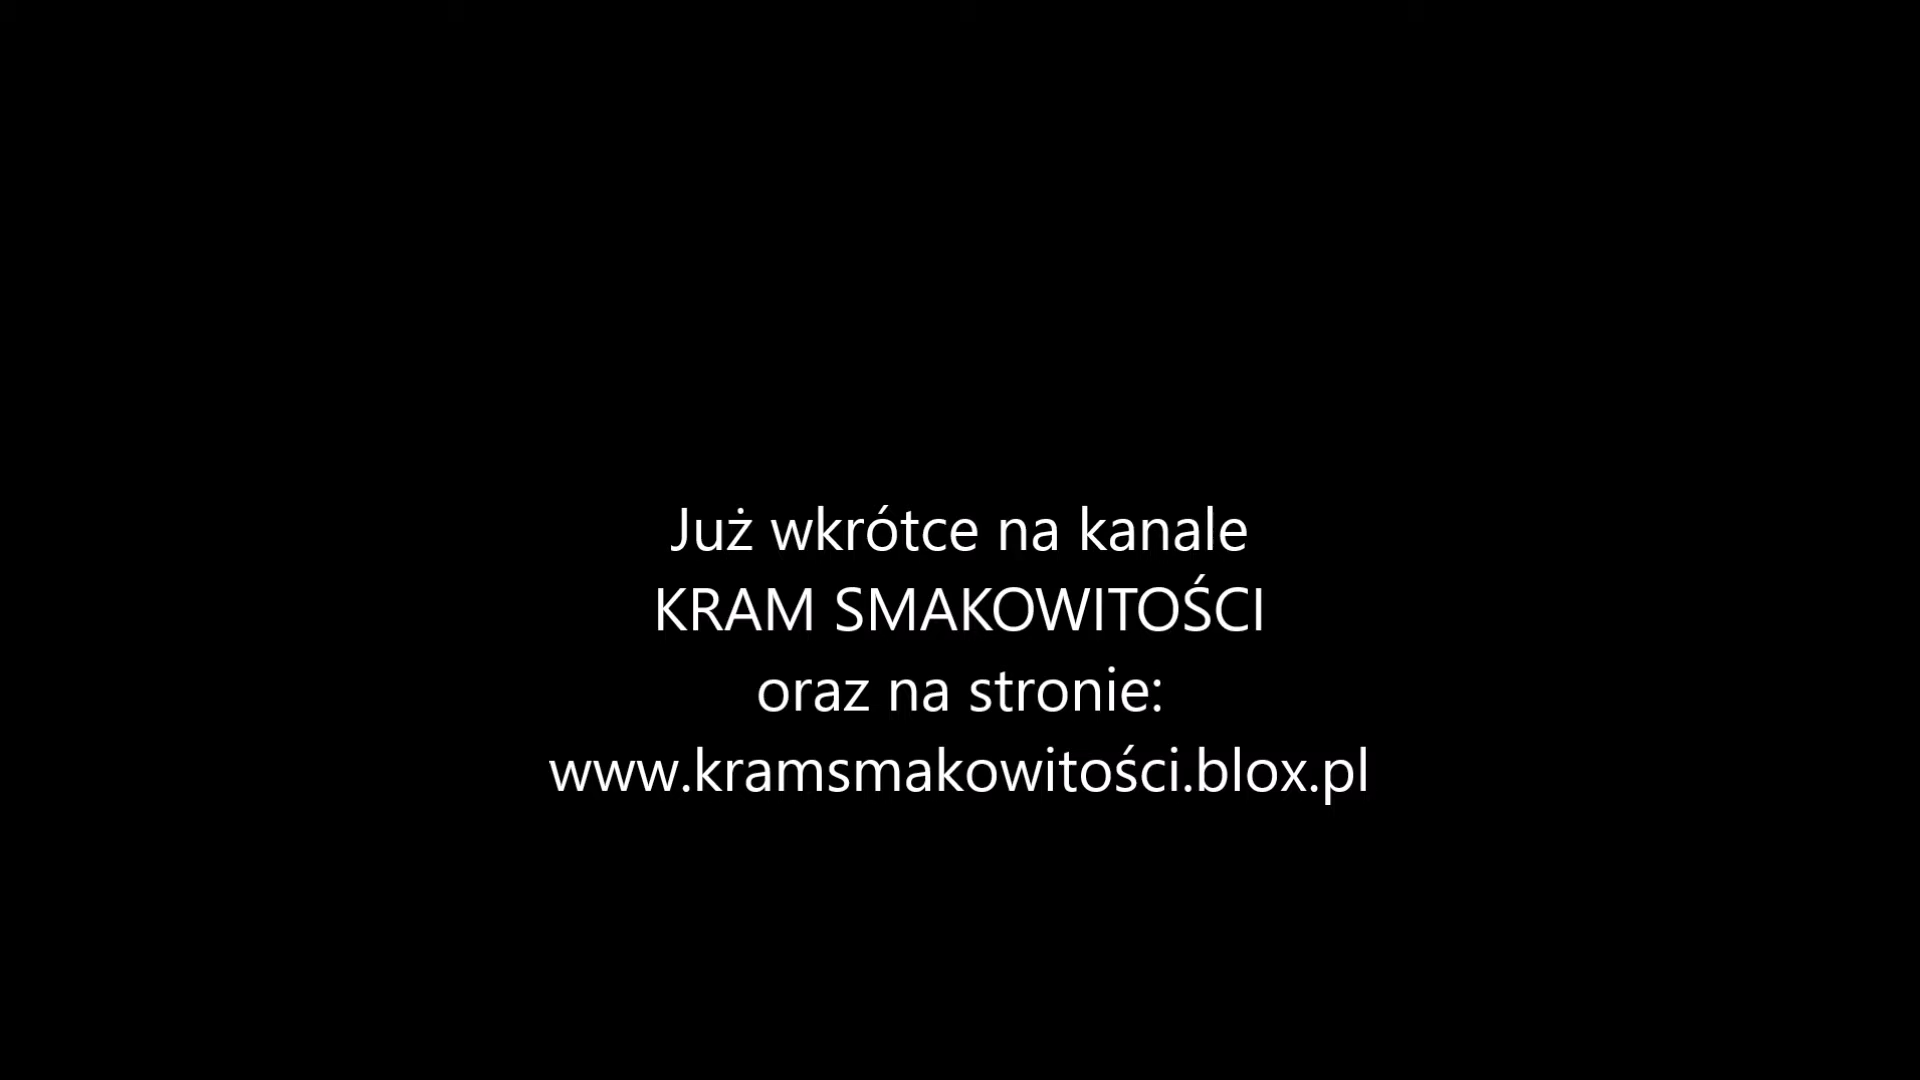 Już wkrótce na kanale
KRAM SMAKOWITOŚCI
oraz na stronie:
www.kramsmakowitości.blox.pl